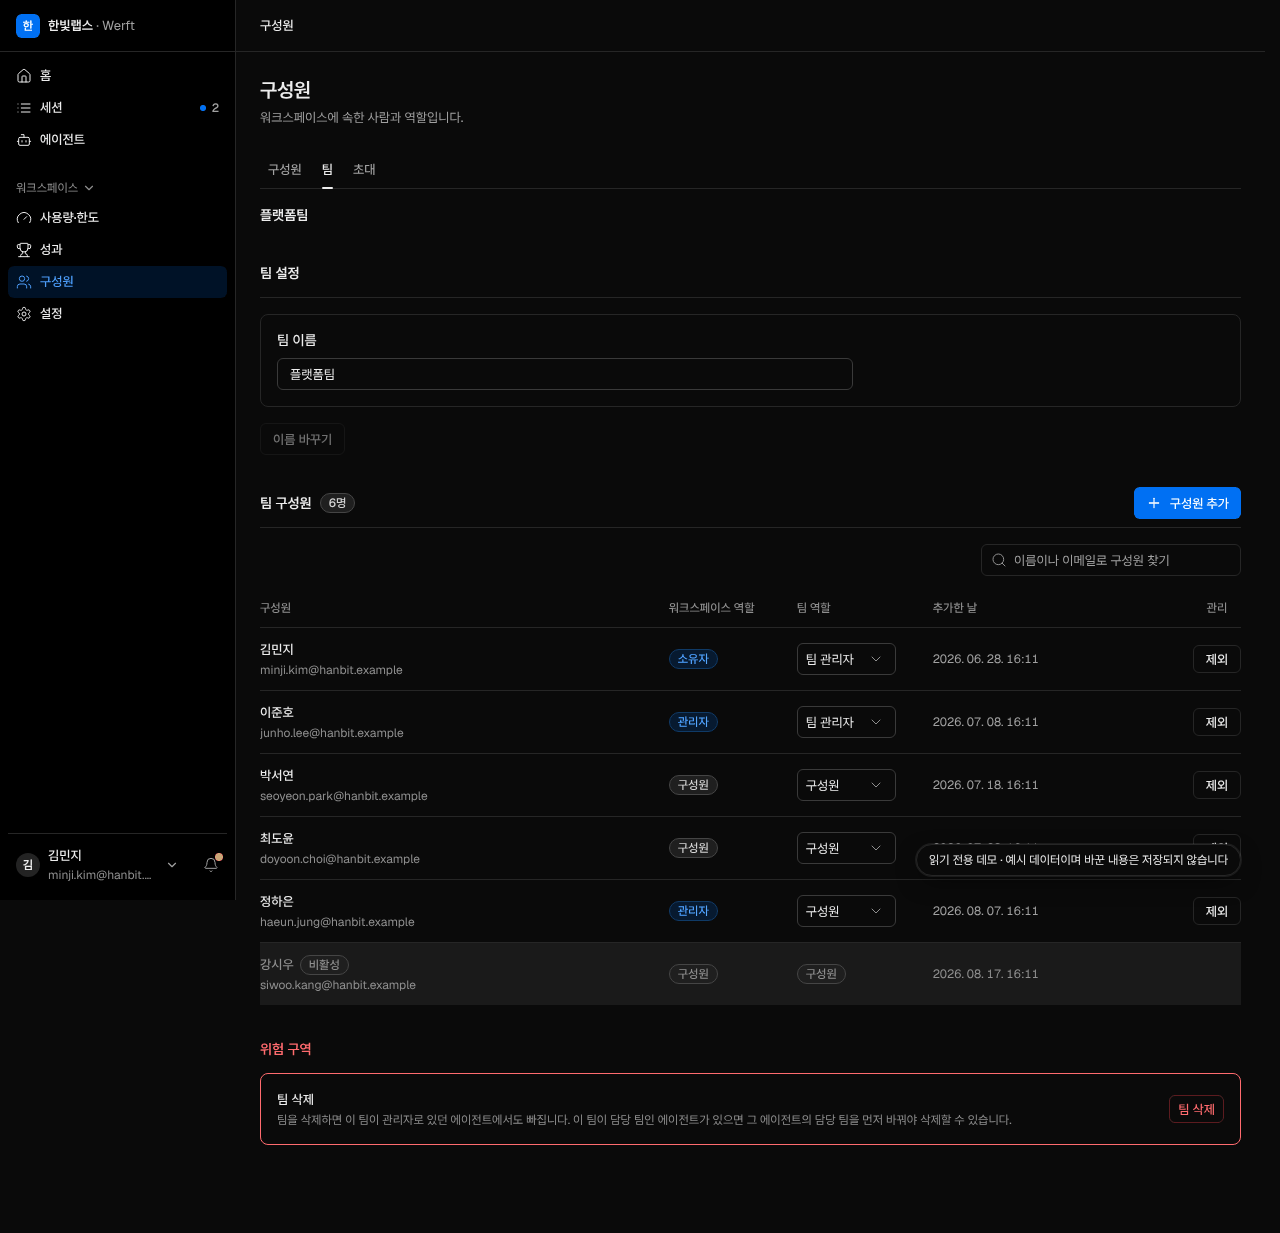 한 한빛랩스 · Werft
홈
세션 2
에이전트
워크스페이스
사용량·한도
성과
구성원
설정
김 김민지
minji.kim@hanbit....
구성원
구성원
워크스페이스에 속한 사람과 역할입니다.
구성원 팀 초대
플랫폼팀
팀 설정
팀 이름
플랫폼팀
이름 바꾸기
팀 구성원 6명 구성원 추가
이름이나 이메일로 구성원 찾기
구성원 워크스페이스 역할 팀 역할 추가한 날 관리
김민지
minji.kim@hanbit.example
소유자 팀 관리자 2026. 06. 28. 16:11 제외
이준호
junho.lee@hanbit.example
관리자 팀 관리자 2026. 07. 08. 16:11 제외
박서연
seoyeon.park@hanbit.example
구성원 구성원 2026. 07. 18. 16:11 제외
최도윤
doyoon.choi@hanbit.example
구성원 구성원
읽기 전용 데모 · 예시 데이터이며 바꾼 내용은 저장되지 않습니다
정하은
haeun.jung@hanbit.example
관리자 구성원 2026. 08. 07. 16:11 제외
강시우 비활성
siwoo.kang@hanbit.example
구성원 구성원 2026. 08. 17. 16:11
위험 구역
팀 삭제
팀을 삭제하면 이 팀이 관리자로 있던 에이전트에서도 빠집니다. 이 팀이 담당 팀인 에이전트가 있으면 그 에이전트의 담당 팀을 먼저 바꿔야 삭제할 수 있습니다.
팀 삭제